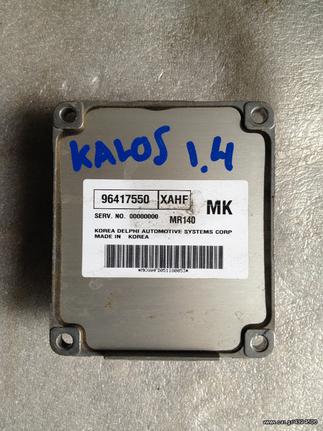 KALOS 1.4
96417550 XAHF
MK
SERV. NO. 00000000 MR140
KOREA DELPHI AUTOMOTIVE SYSTEMS CORP
MADE IN KOREA